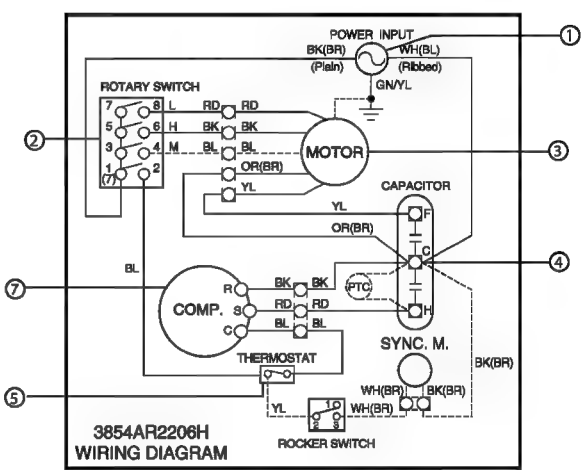 POWER INPUT
1
BK(BR) WH(BL)
(Plain) (Ribbed)
GN/YL
ROTARY SWITCH
7 8 L RD RD
5 6 H BK BK
2
3 4 M BL BL
MOTOR
3
1 2
(7)
OR(BR)
YL
CAPACITOR
YL
F
OR(BR)
C
4
BL
7
R BK BK
PTC
COMP.
S RD RD
H
C BL BL
SYNC. M.
THERMOSTAT
BK(BR)
5
WH(BR) BK(BR)
YL
1
WH(BR)
ROCKER SWITCH
3854AR2206H
WIRING DIAGRAM